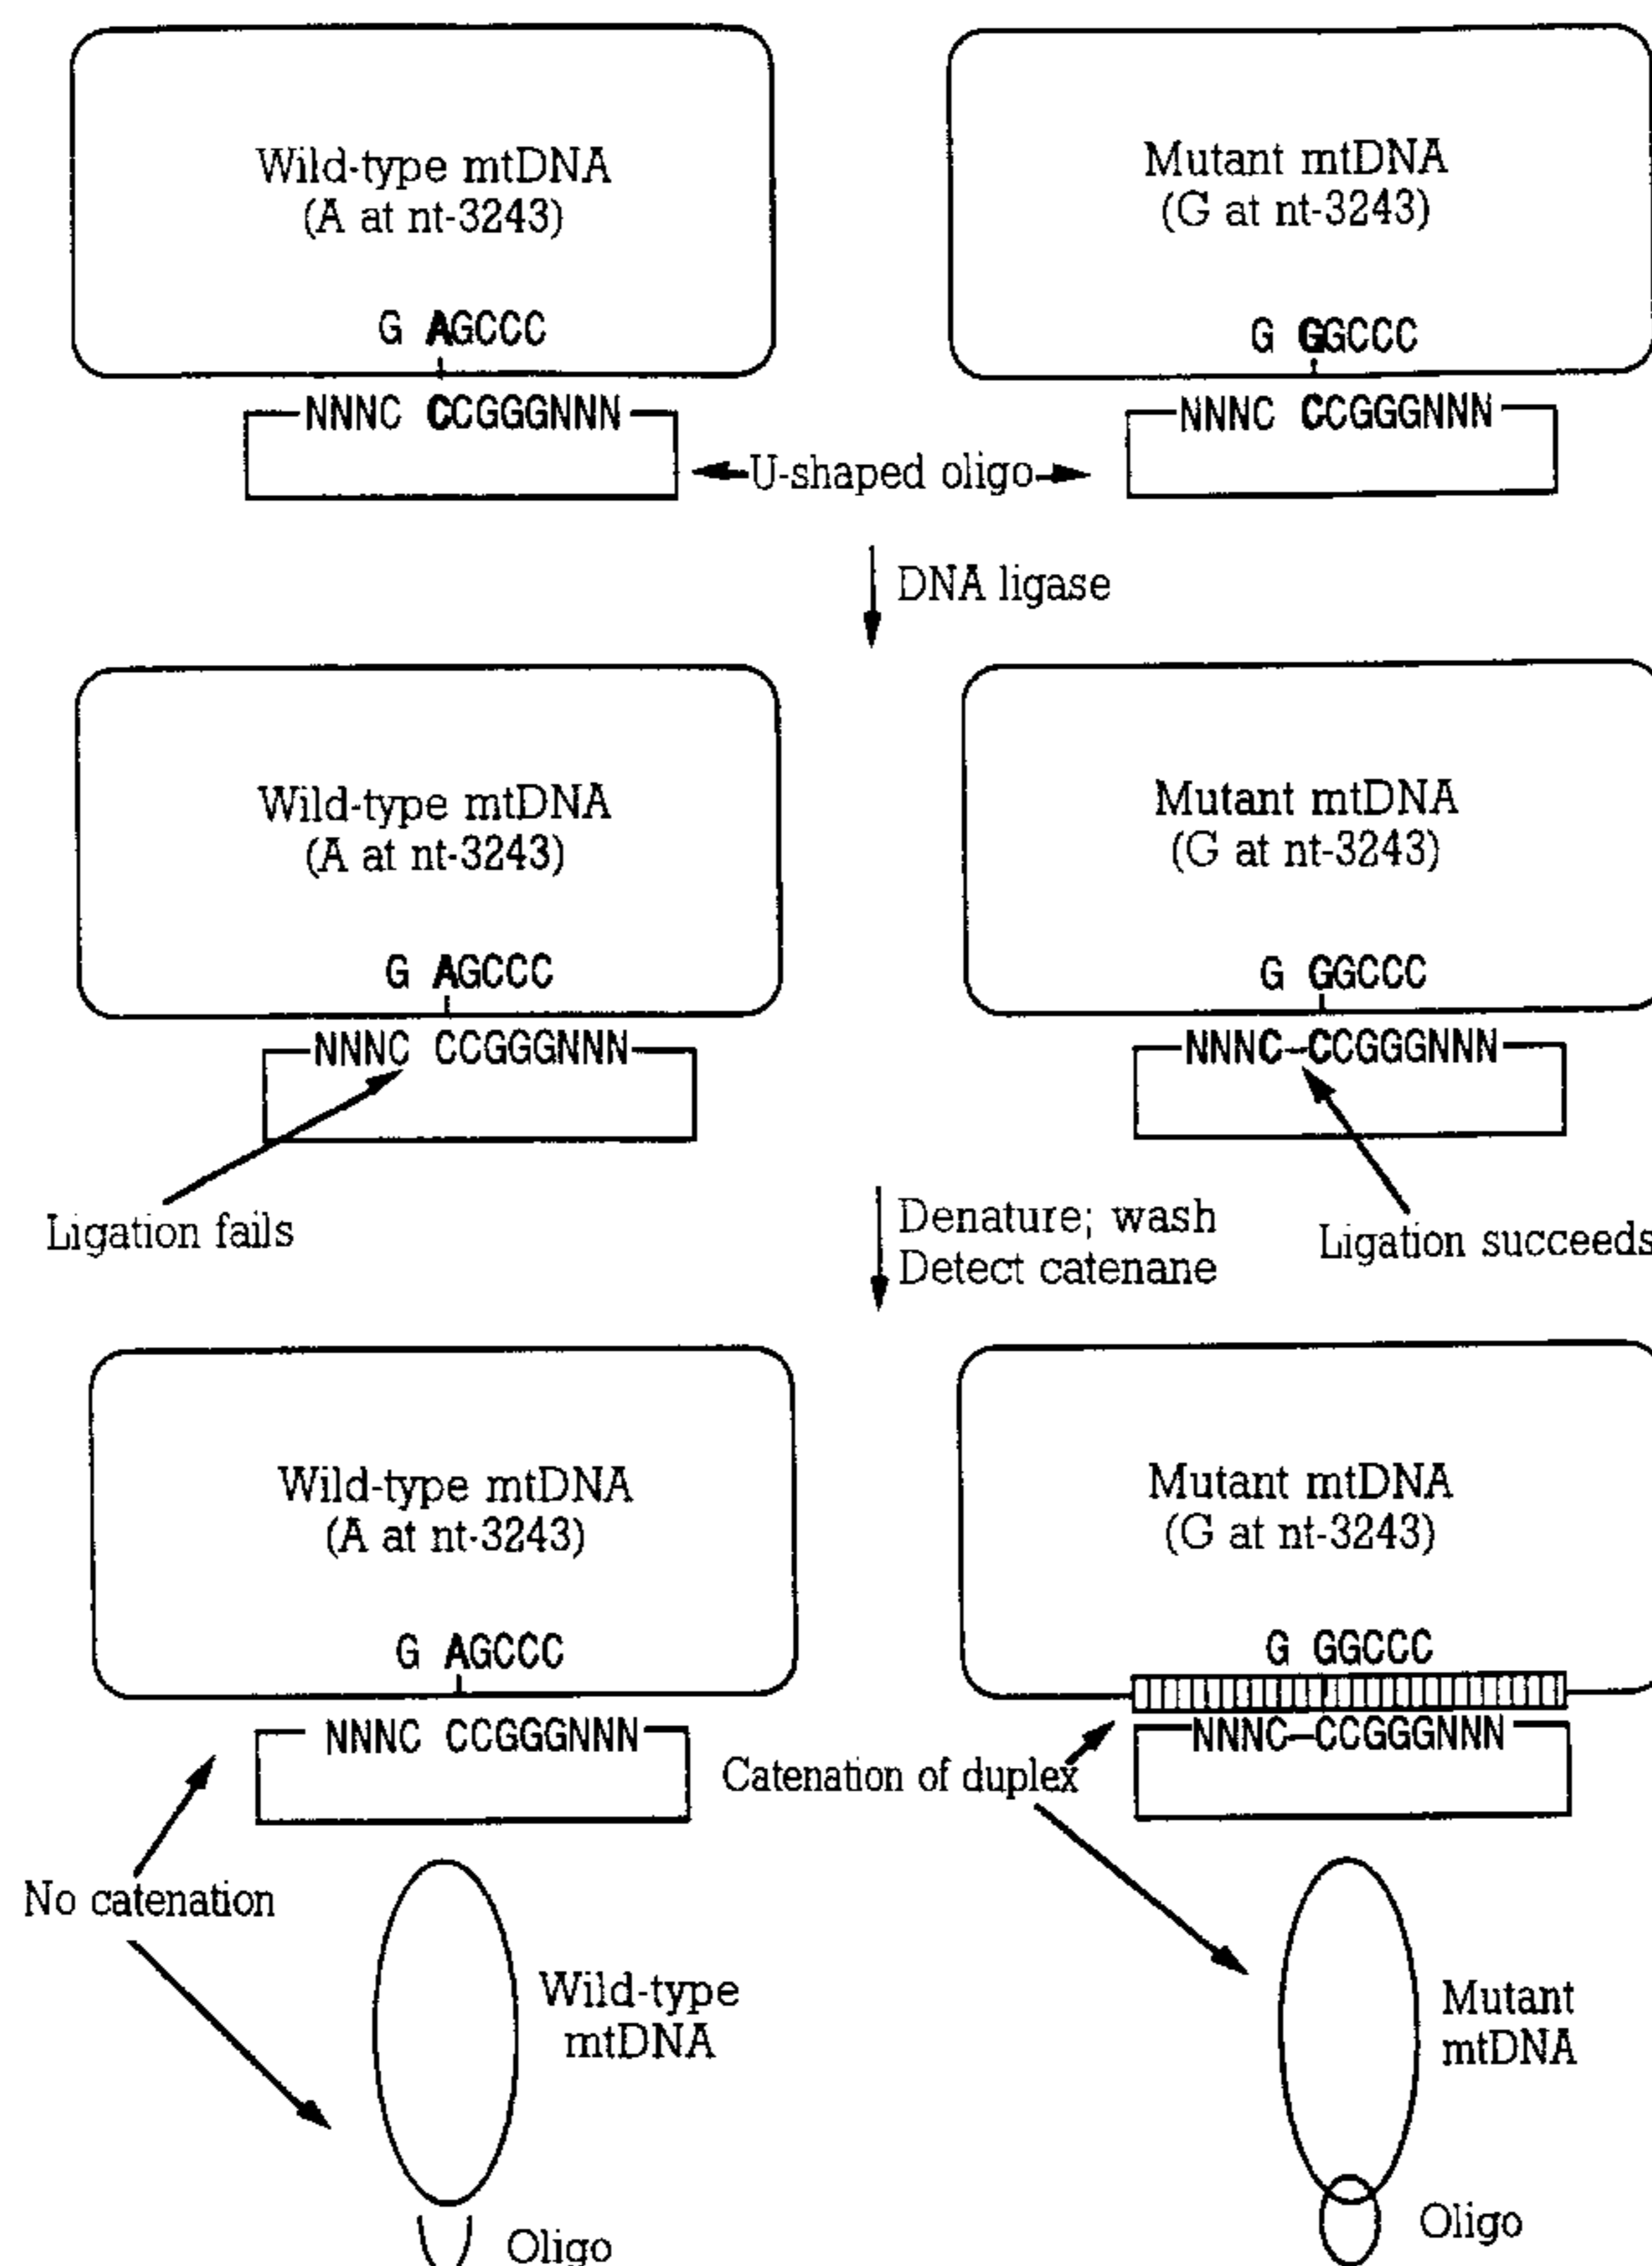 Wild-type mtDNA
(A at nt-3243)
Mutant mtDNA
(G at nt-3243)
G AGCCC
G GGCCC
NNNC CCGGGNNN
NNNC CCGGGNNN
U-shaped oligo
DNA ligase
Wild-type mtDNA
(A at nt-3243)
Mutant mtDNA
(G at nt-3243)
G AGCCC
G GGCCC
NNNC CCGGGNNN
NNNC–CCGGGNNN
Ligation fails
Denature; wash
Detect catenane
Ligation succeeds
Wild-type mtDNA
(A at nt-3243)
Mutant mtDNA
(G at nt-3243)
G AGCCC
G GGCCC
NNNC CCGGGNNN
NNNC–CCGGGNNN
Catenation of duplex
No catenation
Wild-type
mtDNA
Mutant
mtDNA
Oligo
Oligo